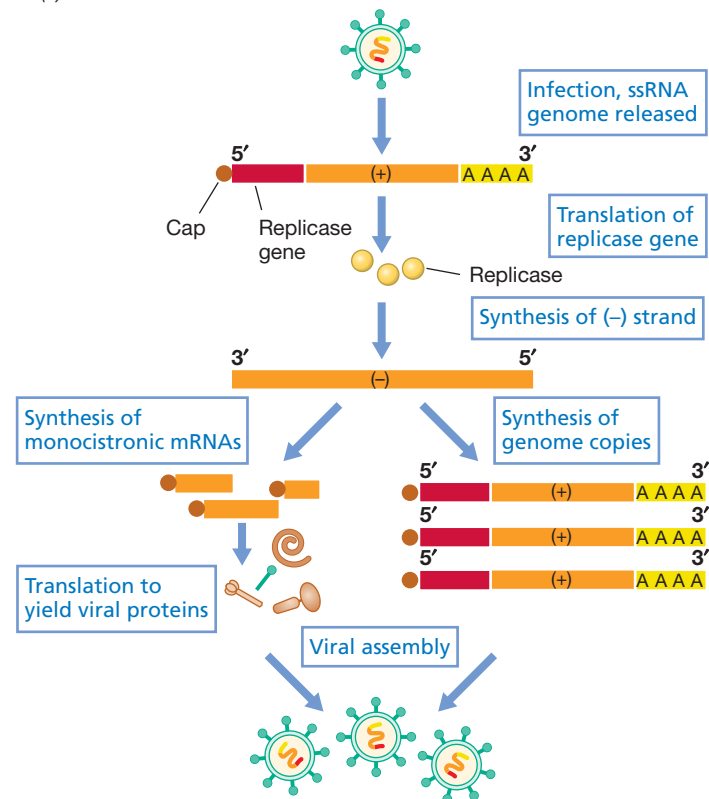 Infection, ssRNA
genome released
5′ 3′
(+) A A A A
Cap
Replicase
gene
Translation of
replicase gene
Replicase
Synthesis of (–) strand
3′ 5′
(–)
Synthesis of
monocistronic mRNAs
Synthesis of
genome copies
5′ 3′
(+) A A A A
5′ 3′
(+) A A A A
5′ 3′
(+) A A A A
Translation to
yield viral proteins
Viral assembly